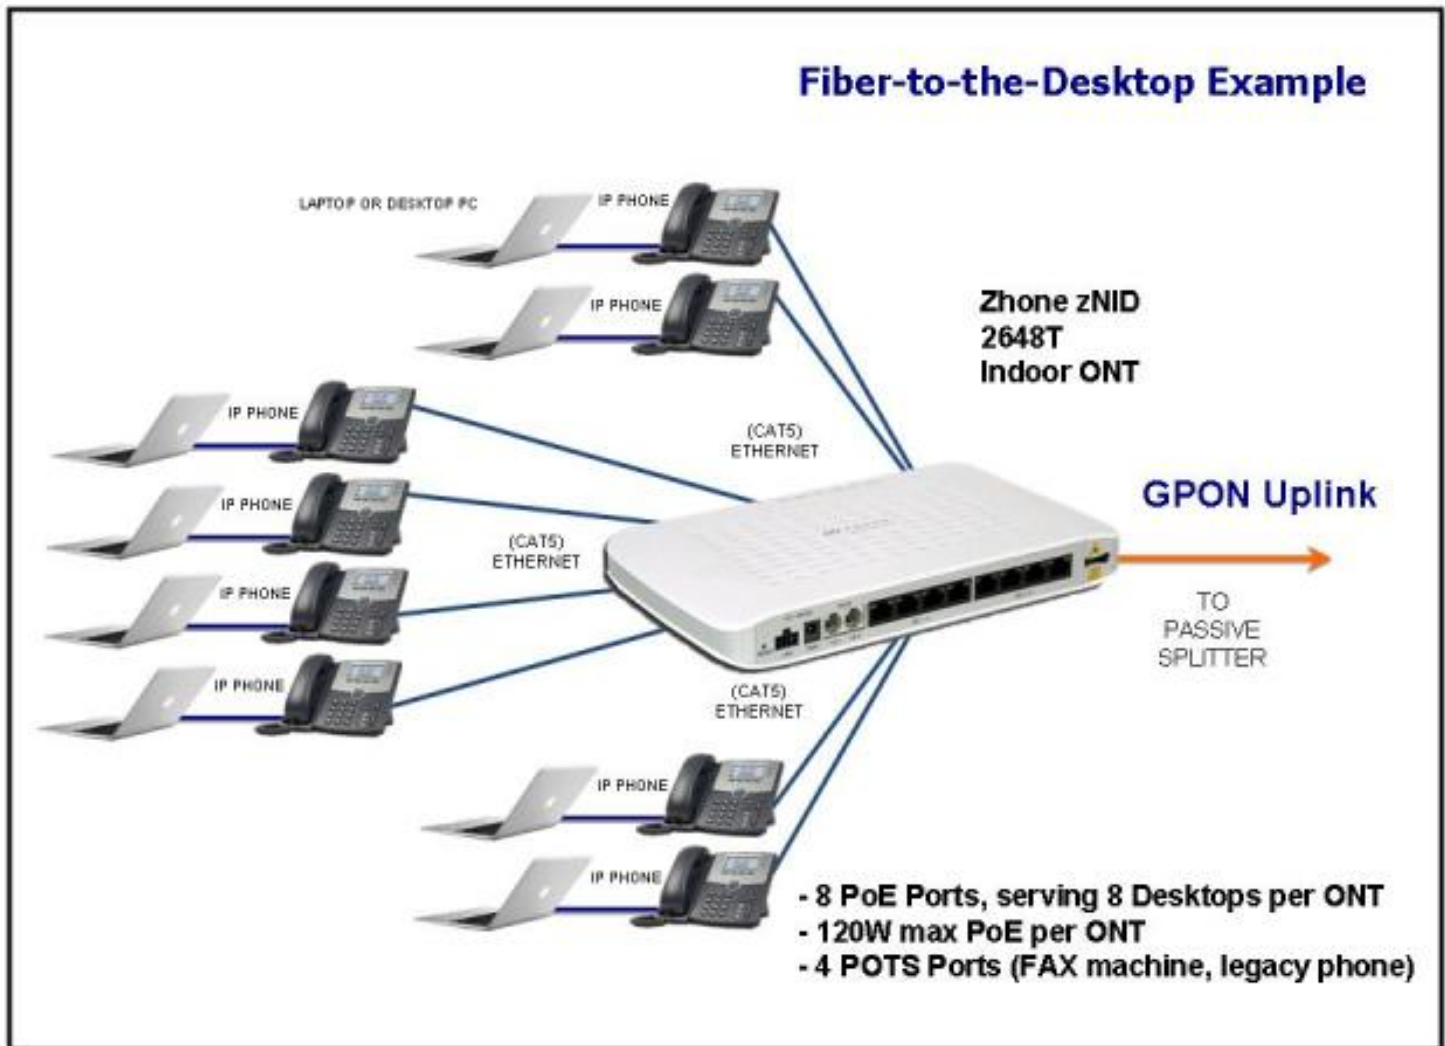 Fiber-to-the-Desktop Example
LAPTOP OR DESKTOP PC
IP PHONE
IP PHONE
Zhone zNID
2648T
Indoor ONT
IP PHONE
(CAT5)
ETHERNET
GPON Uplink
IP PHONE
(CAT5)
ETHERNET
IP PHONE
TO
PASSIVE
SPLITTER
IP PHONE
(CAT5)
ETHERNET
IP PHONE
IP PHONE
- 8 PoE Ports, serving 8 Desktops per ONT
- 120W max PoE per ONT
- 4 POTS Ports (FAX machine, legacy phone)